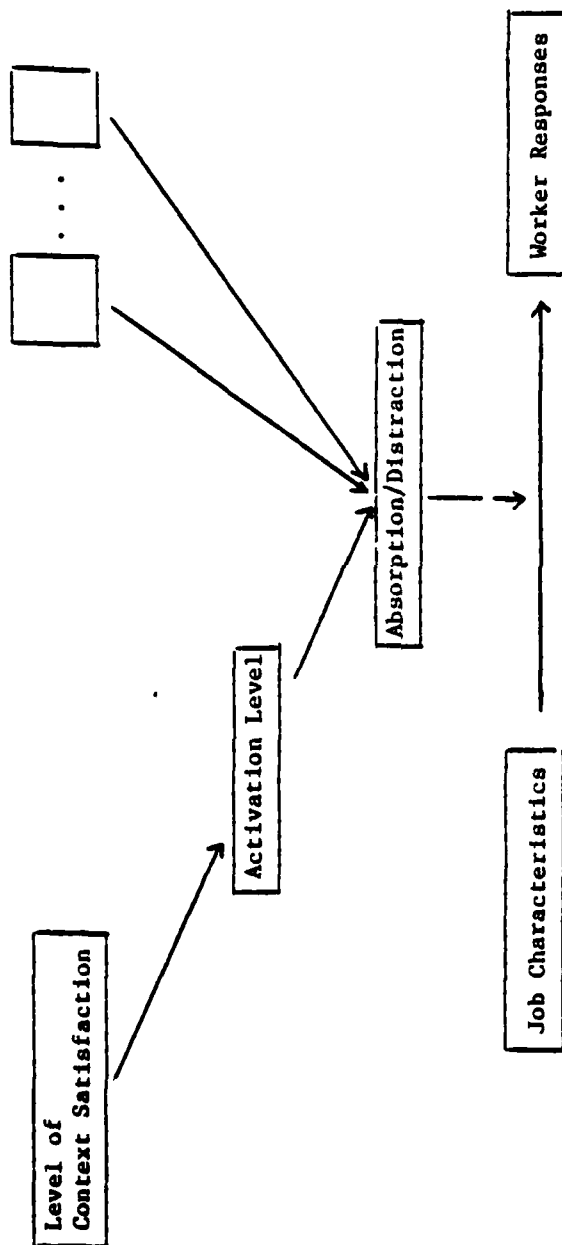 Level of
Context Satisfaction
Activation Level
Absorption/Distraction
Job Characteristics
Worker Responses